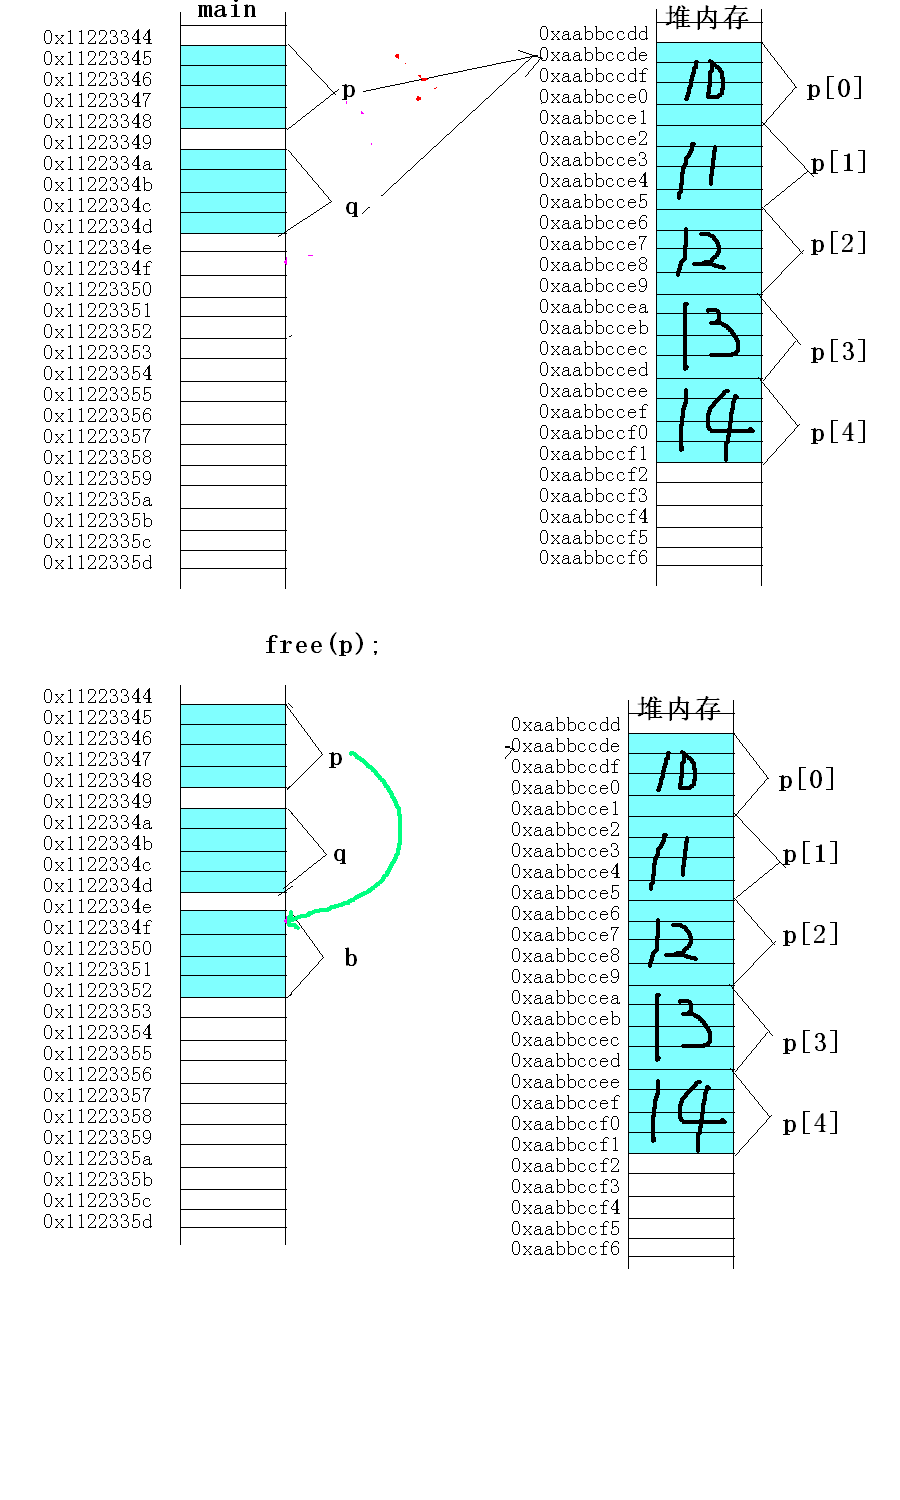 main
0x11223344
0x11223345
0x11223346
0x11223347
0x11223348
0x11223349
0x1122334a
0x1122334b
0x1122334c
0x1122334d
0x1122334e
0x1122334f
0x11223350
0x11223351
0x11223352
0x11223353
0x11223354
0x11223355
0x11223356
0x11223357
0x11223358
0x11223359
0x1122335a
0x1122335b
0x1122335c
0x1122335d
p
q
堆内存
0xaabbccdd
0xaabbccde
0xaabbccdf
0xaabbcce0
0xaabbcce1
0xaabbcce2
0xaabbcce3
0xaabbcce4
0xaabbcce5
0xaabbcce6
0xaabbcce7
0xaabbcce8
0xaabbcce9
0xaabbccea
0xaabbcceb
0xaabbccec
0xaabbcced
0xaabbccee
0xaabbccef
0xaabbccf0
0xaabbccf1
0xaabbccf2
0xaabbccf3
0xaabbccf4
0xaabbccf5
0xaabbccf6
10
11
12
13
14
p[0]
p[1]
p[2]
p[3]
p[4]
free(p);
0x11223344
0x11223345
0x11223346
0x11223347
0x11223348
0x11223349
0x1122334a
0x1122334b
0x1122334c
0x1122334d
0x1122334e
0x1122334f
0x11223350
0x11223351
0x11223352
0x11223353
0x11223354
0x11223355
0x11223356
0x11223357
0x11223358
0x11223359
0x1122335a
0x1122335b
0x1122335c
0x1122335d
p
q
b
堆内存
0xaabbccdd
0xaabbccde
0xaabbccdf
0xaabbcce0
0xaabbcce1
0xaabbcce2
0xaabbcce3
0xaabbcce4
0xaabbcce5
0xaabbcce6
0xaabbcce7
0xaabbcce8
0xaabbcce9
0xaabbccea
0xaabbcceb
0xaabbccec
0xaabbcced
0xaabbccee
0xaabbccef
0xaabbccf0
0xaabbccf1
0xaabbccf2
0xaabbccf3
0xaabbccf4
0xaabbccf5
0xaabbccf6
10
11
12
13
14
p[0]
p[1]
p[2]
p[3]
p[4]